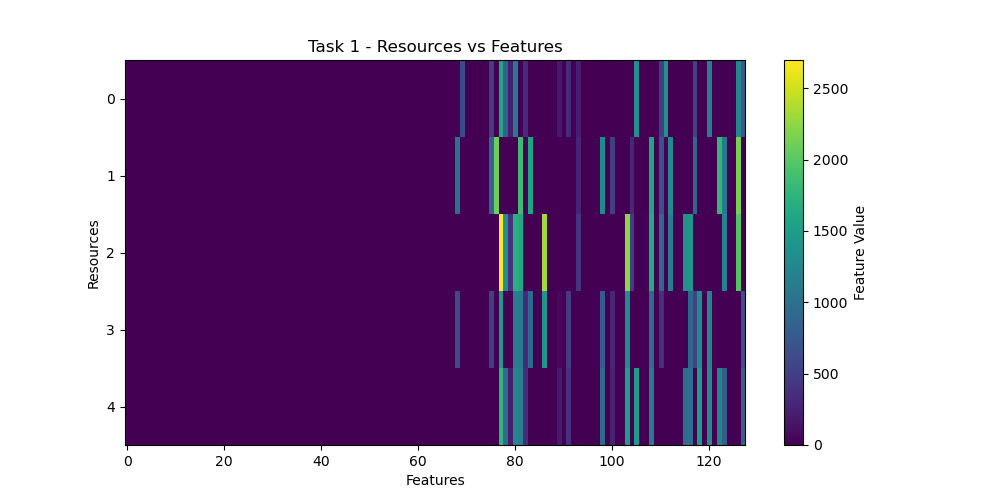 Task 1 - Resources vs Features
Resources
0
1
2
3
4
0 20 40 60 80 100 120
Features
2500
2000
1500
1000
500
0
Feature Value